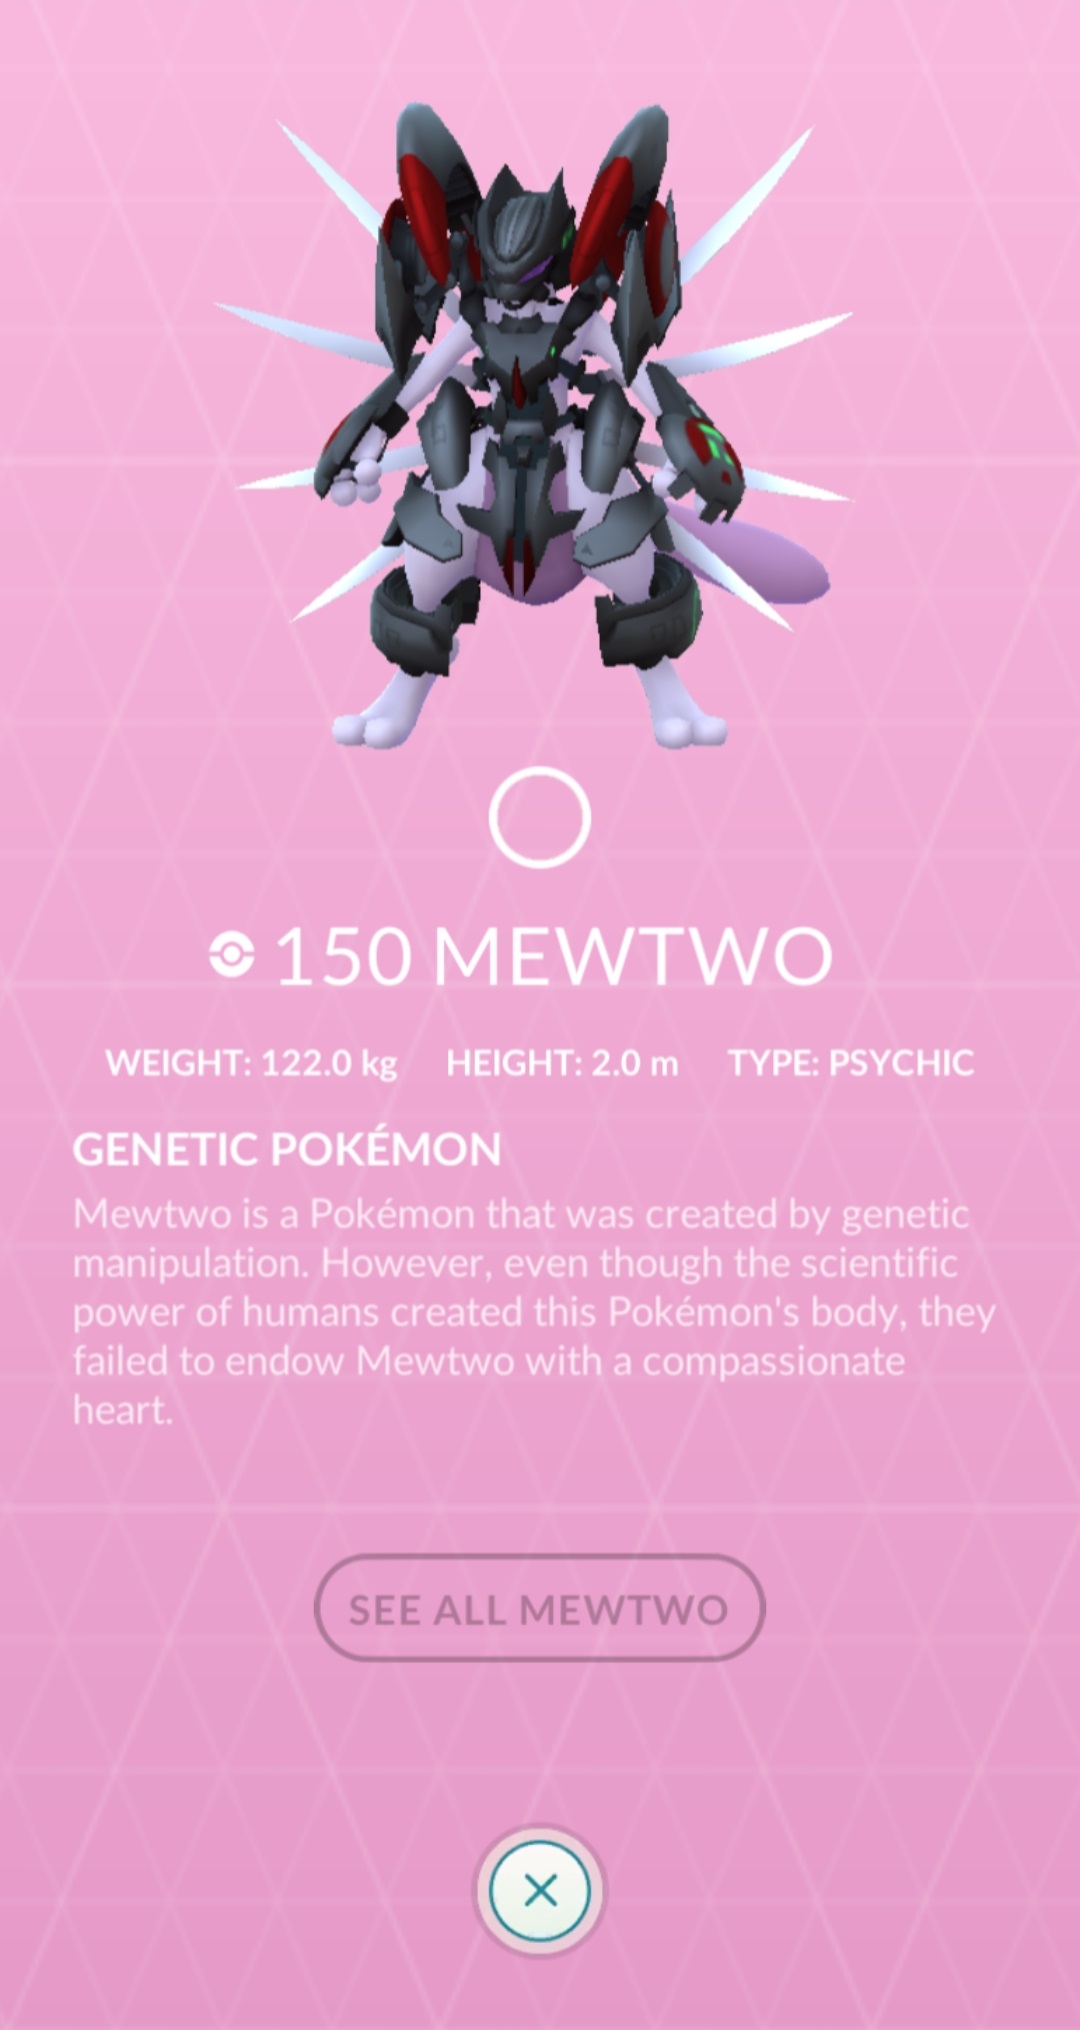 150 MEWTWO
WEIGHT: 122.0 kg HEIGHT: 2.0 m TYPE: PSYCHIC
GENETIC POKÉMON
Mewtwo is a Pokémon that was created by genetic
manipulation. However, even though the scientific
power of humans created this Pokémon's body, they
failed to endow Mewtwo with a compassionate
heart.
SEE ALL MEWTWO